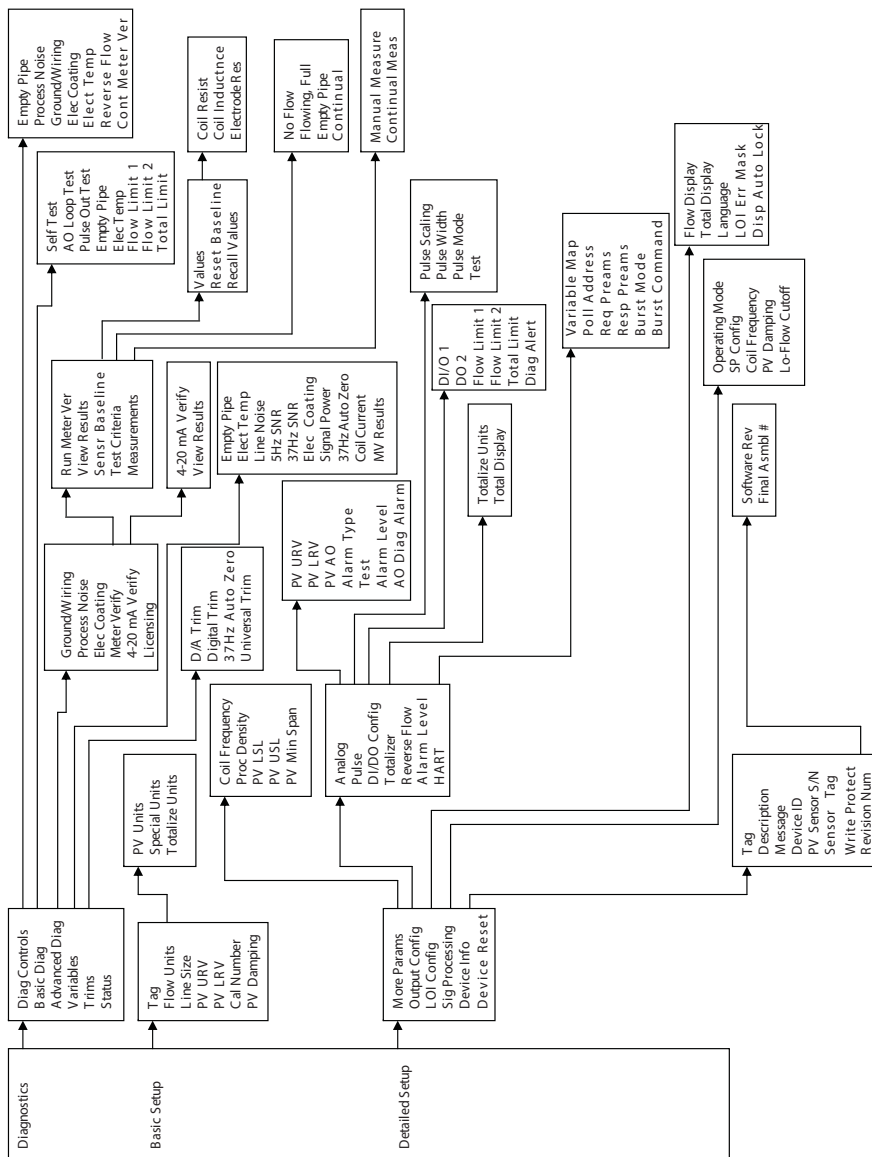 Diagnostics
Basic Setup
Detailed Setup
Diag Controls
Basic Diag
Advanced Diag
Variables
Trims
Status
Tag
Flow Units
Line Size
PV URV
PV LRV
Cal Number
PV Damping
More Params
Output Config
LOI Config
Sig Processing
Device Info
Device Reset
PV Units
Special Units
Totalize Units
Ground/Wiring
Process Noise
Elec Coating
Meter Verify
4-20 mA Verify
Licensing
D/A Trim
Digital Trim
37Hz Auto Zero
Universal Trim
Coil Frequency
Proc Density
PV LSL
PV USL
PV Min Span
Analog
Pulse
DI/DO Config
Totalizer
Reverse Flow
Alarm Level
HART
Tag
Description
Message
Device ID
PV Sensor S/N
Sensor Tag
Write Protect
Revision Num
Self Test
AO Loop Test
Pulse Out Test
Empty Pipe
Elec Temp
Flow Limit 1
Flow Limit 2
Total Limit
Run Meter Ver
View Results
Sensr Baseline
Test Criteria
Measurements
4-20 mA Verify
View Results
Empty Pipe
Elect Temp
Line Noise
5Hz SNR
37Hz SNR
Elec Coating
Signal Power
37Hz Auto Zero
Coil Current
MV Results
PV URV
PV LRV
PV AO
Alarm Type
Test
Alarm Level
AO Diag Alarm
Empty Pipe
Process Noise
Ground/Wiring
Elec Coating
Elect Temp
Reverse Flow
Cont Meter Ver
Values
Reset Baseline
Recall Values
Coil Resist
Coil Inductnce
Electrode Res
No Flow
Flowing, Full
Empty Pipe
Continual
Manual Measure
Continual Meas
Pulse Scaling
Pulse Width
Pulse Mode
Test
DI/O 1
DO 2
Flow Limit 1
Flow Limit 2
Total Limit
Diag Alert
Totalize Units
Total Display
Variable Map
Poll Address
Req Preams
Resp Preams
Burst Mode
Burst Command
Flow Display
Total Display
Language
LOI Err Mask
Disp Auto Lock
Operating Mode
SP Config
Coil Frequency
PV Damping
Lo-Flow Cutoff
Software Rev
Final Asmbl #